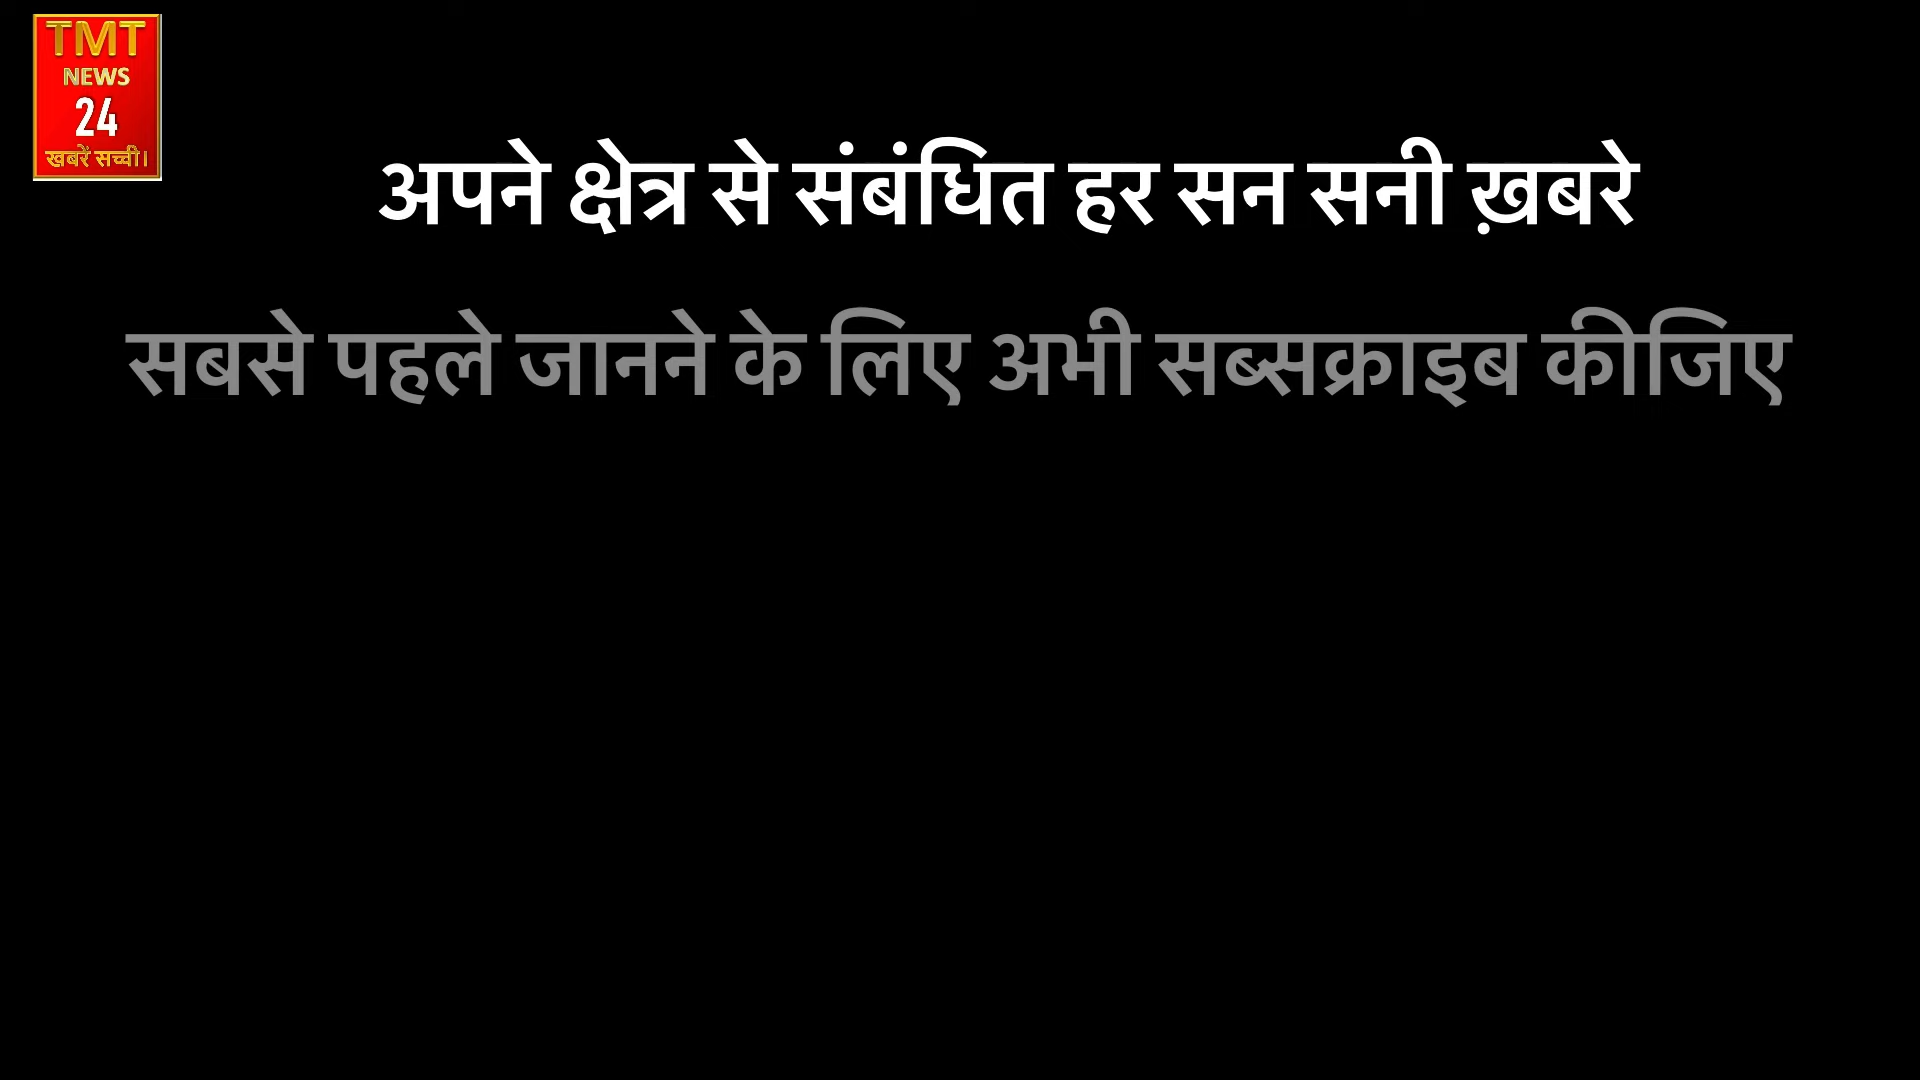 TMT
NEWS
24
खबरें सच्ची।
अपने क्षेत्र से संबंधित हर सन सनी ख़बरे
सबसे पहले जानने के लिए अभी सब्सक्राइब कीजिए